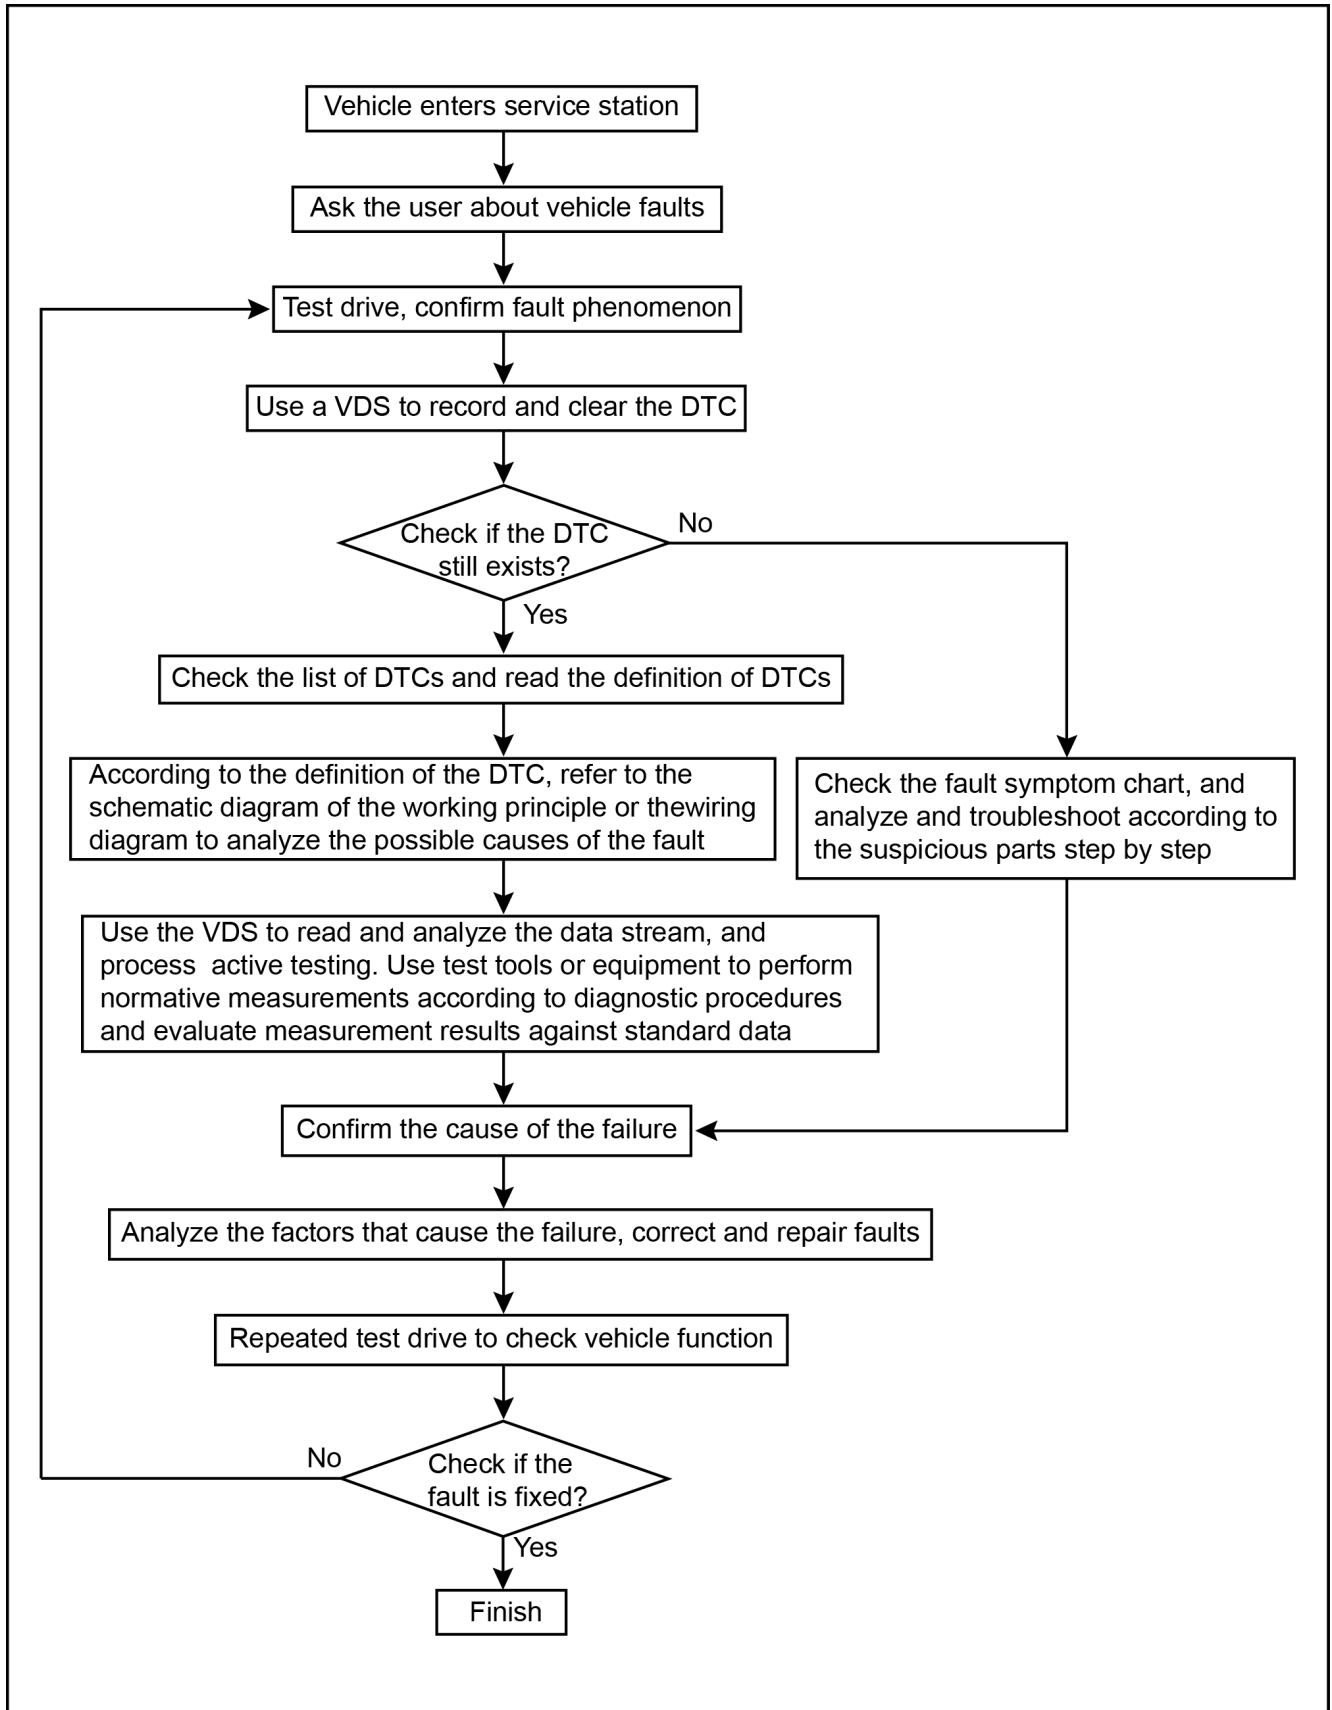 Vehicle enters service station
Ask the user about vehicle faults
Test drive, confirm fault phenomenon
Use a VDS to record and clear the DTC
Check if the DTC
still exists?
No
Yes
Check the list of DTCs and read the definition of DTCs
According to the definition of the DTC, refer to the
schematic diagram of the working principle or thewiring
diagram to analyze the possible causes of the fault
Check the fault symptom chart, and
analyze and troubleshoot according to
the suspicious parts step by step
Use the VDS to read and analyze the data stream, and
process  active testing. Use test tools or equipment to perform
normative measurements according to diagnostic procedures
and evaluate measurement results against standard data
Confirm the cause of the failure
Analyze the factors that cause the failure, correct and repair faults
Repeated test drive to check vehicle function
No
Check if the
fault is fixed?
Yes
Finish